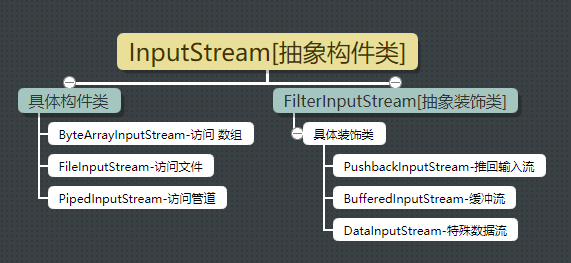 InputStream[抽象构件类]
具体构件类
ByteArrayInputStream-访问 数组
FileInputStream-访问文件
PipedInputStream-访问管道
FilterInputStream[抽象装饰类]
具体装饰类
PushbackInputStream-推回输入流
BufferedInputStream-缓冲流
DataInputStream-特殊数据流